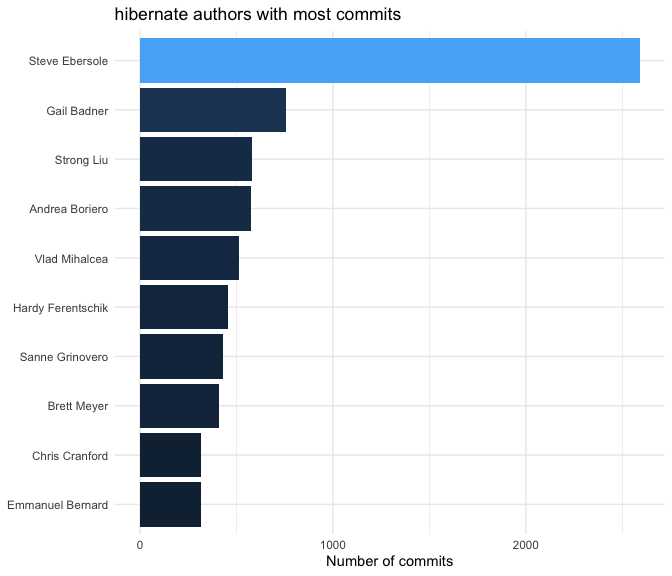 hibernate authors with most commits
Steve Ebersole
Gail Badner
Strong Liu
Andrea Boriero
Vlad Mihalcea
Hardy Ferentschik
Sanne Grinovero
Brett Meyer
Chris Cranford
Emmanuel Bernard
0 1000 2000
Number of commits